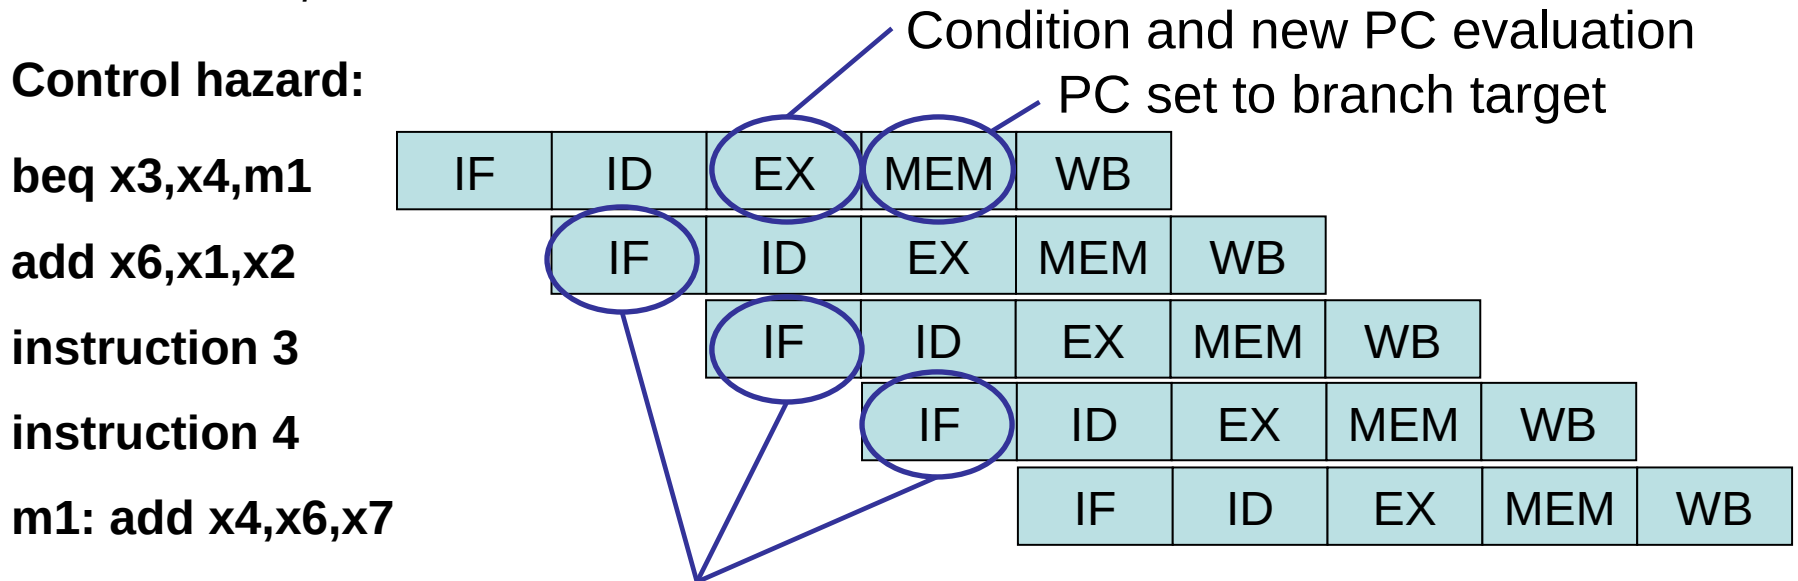 Condition and new PC evaluation
Control hazard:
PC set to branch target
beq x3,x4,m1 IF ID EX MEM WB
add x6,x1,x2 IF ID EX MEM WB
instruction 3 IF ID EX MEM WB
instruction 4 IF ID EX MEM WB
m1: add x4,x6,x7 IF ID EX MEM WB